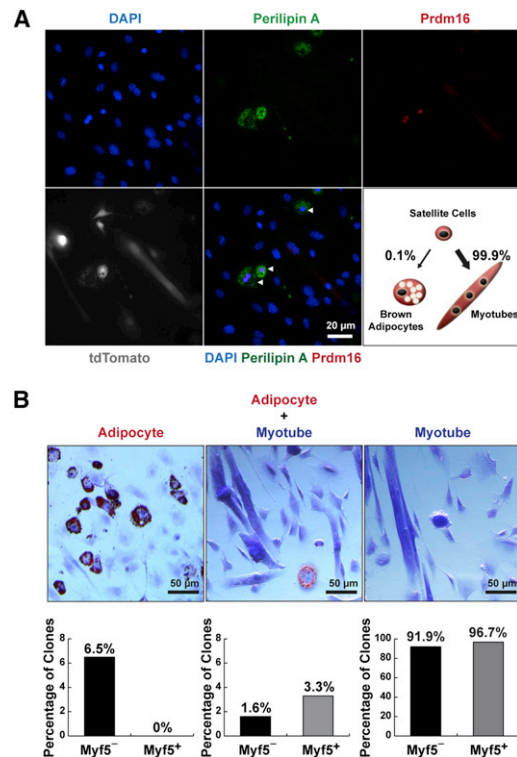 A
DAPI
Perilipin A
Prdm16
Satellite Cells
0.1%
99.9%
Brown
Adipocytes
Myotubes
20 µm
tdTomato
DAPI Perilipin A Prdm16
B
Adipocyte
Adipocyte
+
Myotube
Myotube
50 µm
50 µm
50 µm
Percentage of Clones
8
6
4
2
0
6.5%
0%
Myf5⁻
Myf5⁺
Percentage of Clones
8
6
4
2
0
1.6%
3.3%
Myf5⁻
Myf5⁺
Percentage of Clones
100
80
60
40
20
0
91.9%
96.7%
Myf5⁻
Myf5⁺